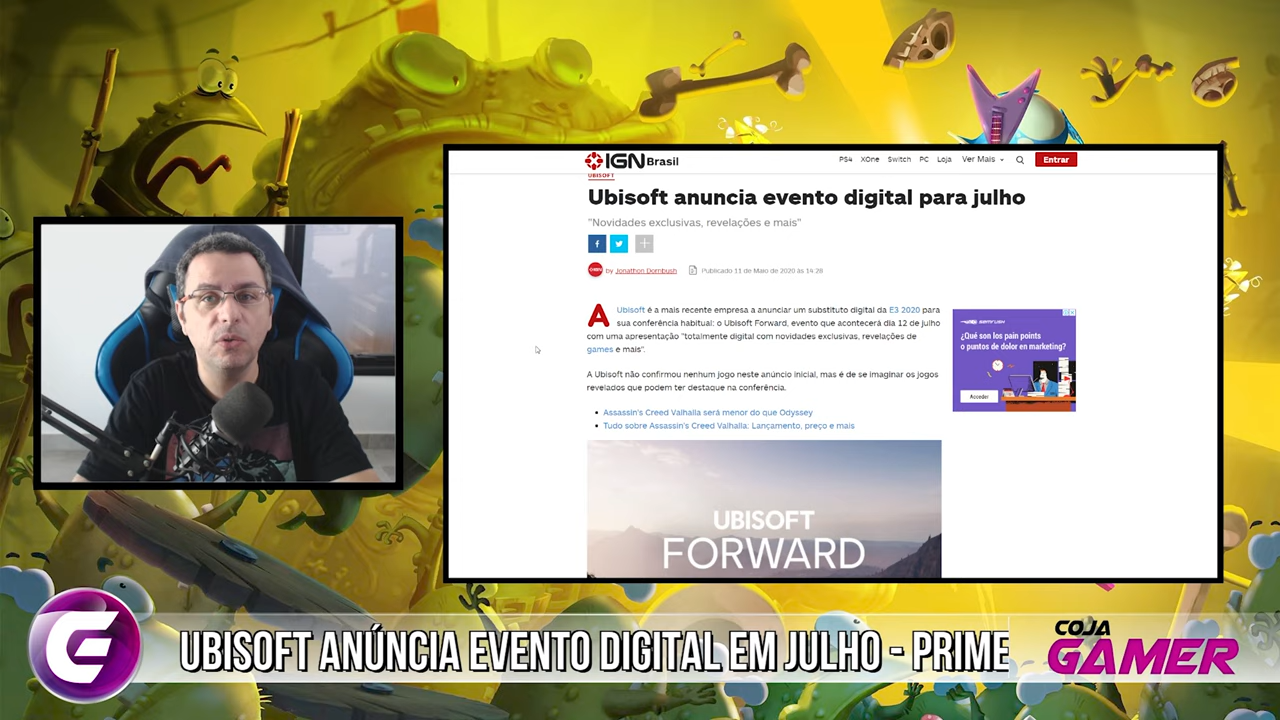 IGN Brasil
PS4 XOne Switch PC Loja Ver Mais Entrar
UBISOFT
Ubisoft anuncia evento digital para julho
"Novidades exclusivas, revelações e mais"
by Jonathon Dornbush Publicado 11 de Maio de 2020 às 14:28
A Ubisoft é a mais recente empresa a anunciar um substituto digital da E3 2020 para
sua conferência habitual: o Ubisoft Forward, evento que acontecerá dia 12 de julho
com uma apresentação "totalmente digital com novidades exclusivas, revelações de
games e mais".
A Ubisoft não confirmou nenhum jogo neste anúncio inicial, mas é de se imaginar os jogos
revelados que podem ter destaque na conferência.
Assassin's Creed Valhalla será menor do que Odyssey
Tudo sobre Assassin's Creed Valhalla: Lançamento, preço e mais
UBISOFT
FORWARD
SEMRUSH
¿Qué son los pain points
o puntos de dolor en marketing?
Acceder
UBISOFT ANÚNCIA EVENTO DIGITAL EM JULHO - PRIME
COJA
GAMER